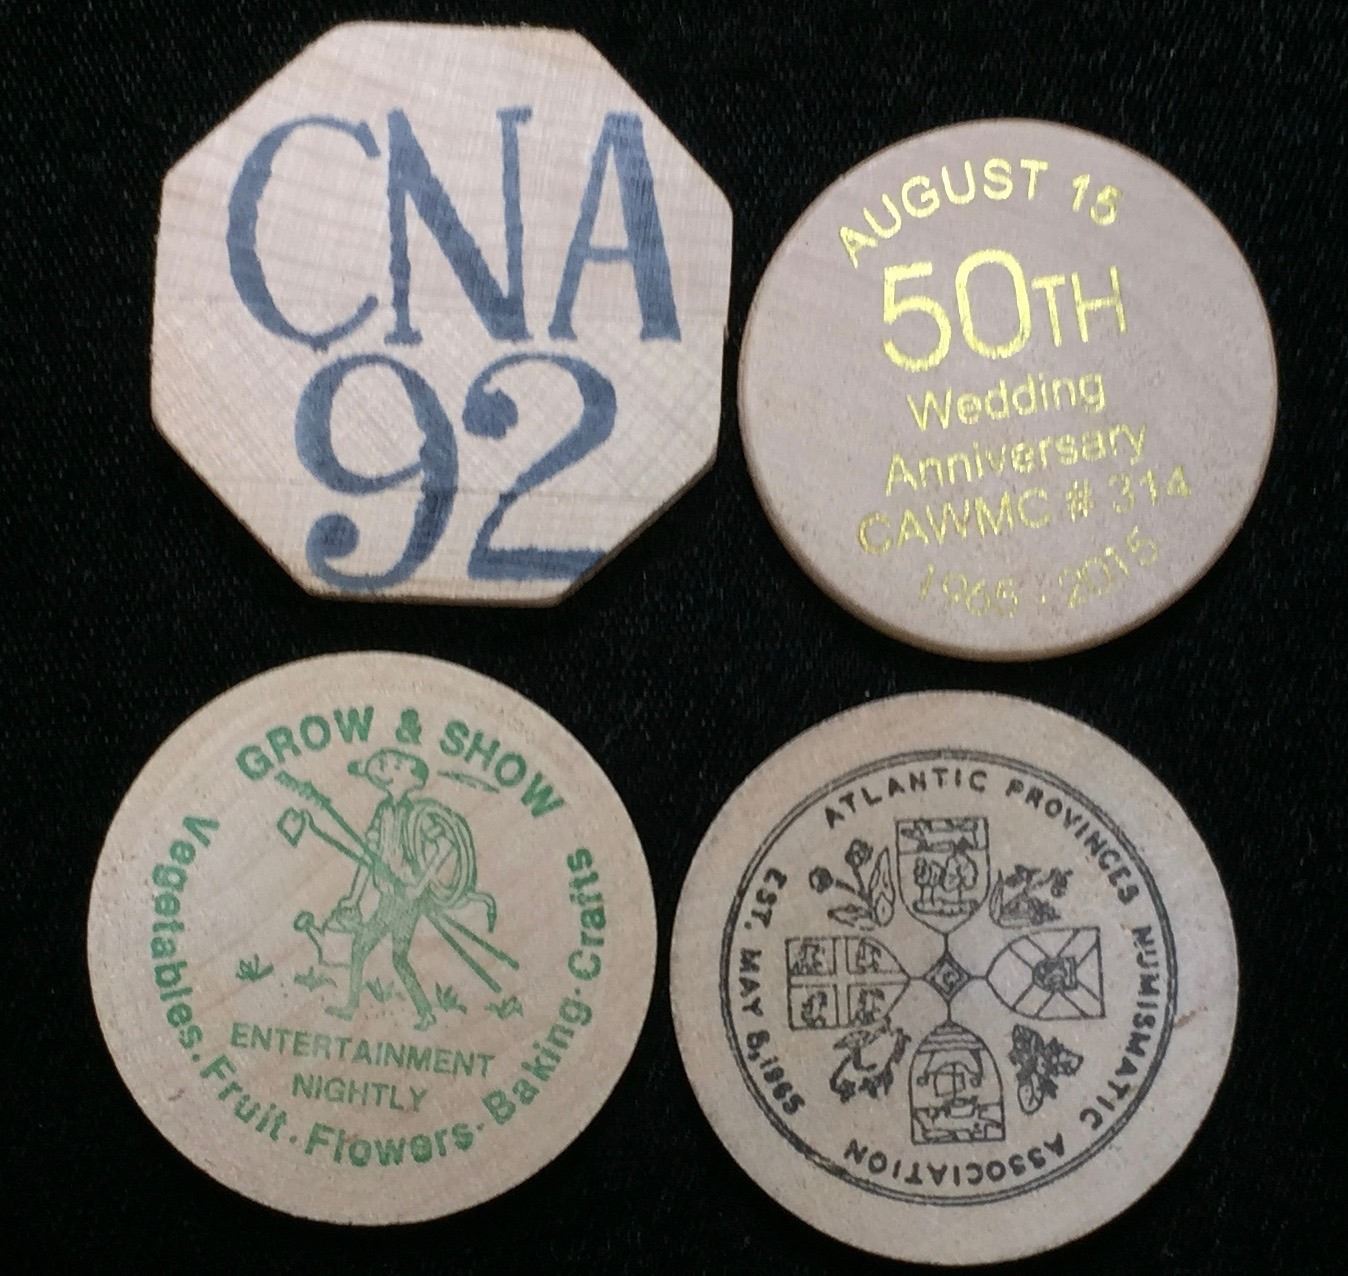 CNA
92
AUGUST 15
50TH
Wedding
Anniversary
CAWMC # 314
1965 - 2015
GROW & SHOW
Vegetables · Fruit · Flowers · Baking · Crafts
ENTERTAINMENT
NIGHTLY
ATLANTIC PROVINCES NUMISMATIC ASSOCIATION
EST. MAY 8, 1965